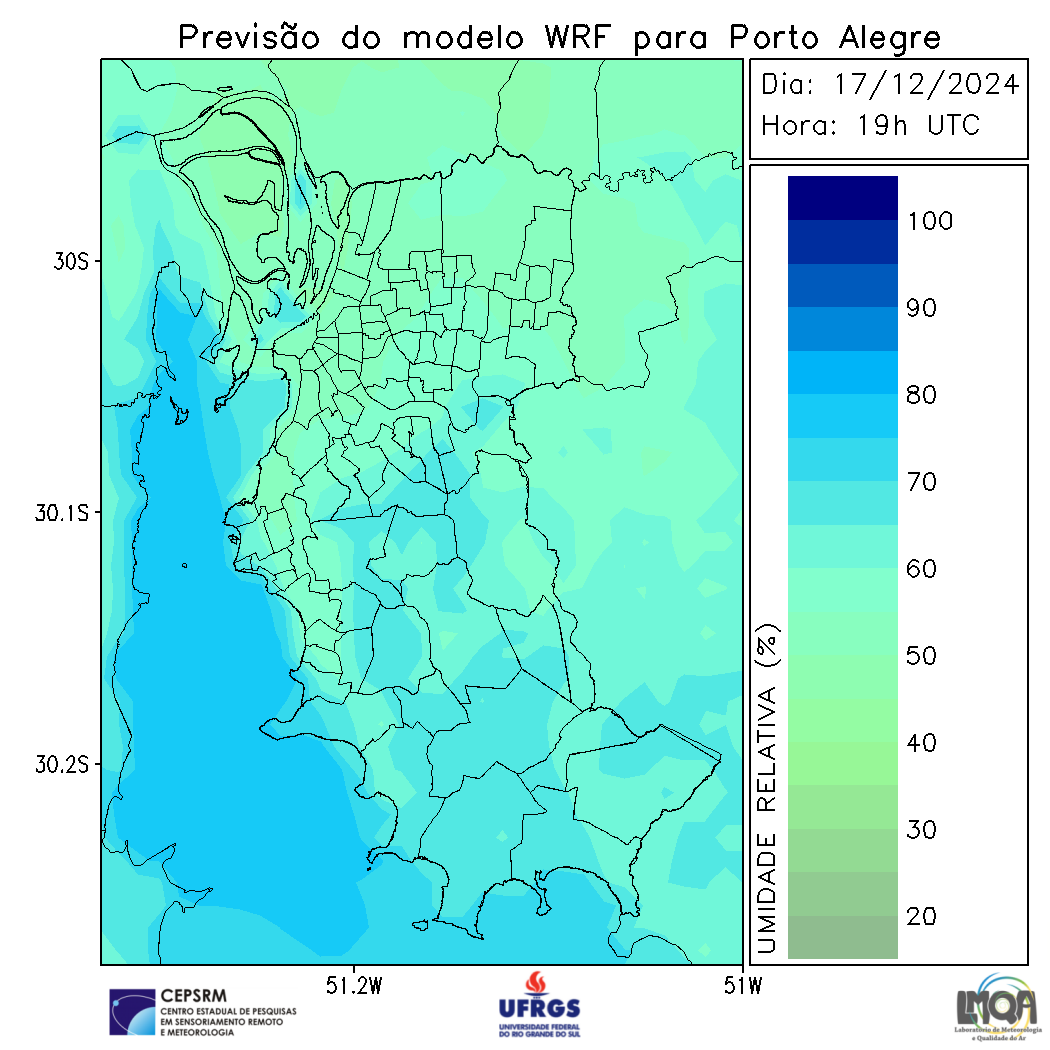 Previsão do modelo WRF para Porto Alegre
Dia: 17/12/2024
Hora: 19h UTC
30S
30.1S
30.2S
51.2W
51W
100
90
80
70
60
50
40
30
20
UMIDADE RELATIVA (%)
CEPSRM
CENTRO ESTADUAL DE PESQUISAS
EM SENSORIAMENTO REMOTO
E METEOROLOGIA
UFRGS
UNIVERSIDADE FEDERAL
DO RIO GRANDE DO SUL
LMQA
Laboratório de Meteorologia
e Qualidade do Ar